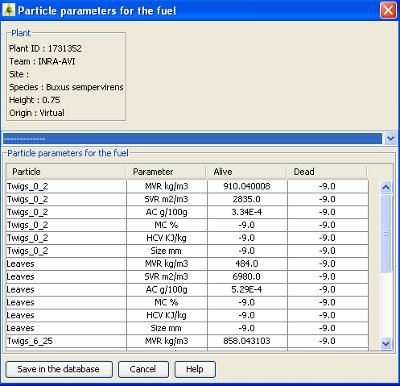 Particle parameters for the fuel
Plant
Plant ID : 1731352
Team : INRA-AVI
Site :
Species : Buxus sempervirens
Height : 0.75
Origin : Virtual
-------------
Particle parameters for the fuel
Particle Parameter Alive Dead
Twigs_0_2 MVR kg/m3 910.040008 -9.0
Twigs_0_2 SVR m2/m3 2835.0 -9.0
Twigs_0_2 AC g/100g 3.34E-4 -9.0
Twigs_0_2 MC % -9.0 -9.0
Twigs_0_2 HCV KJ/kg -9.0 -9.0
Twigs_0_2 Size mm -9.0 -9.0
Leaves MVR kg/m3 484.0 -9.0
Leaves SVR m2/m3 6980.0 -9.0
Leaves AC g/100g 5.29E-4 -9.0
Leaves MC % -9.0 -9.0
Leaves HCV KJ/kg -9.0 -9.0
Leaves Size mm -9.0 -9.0
Twigs_6_25 MVR kg/m3 858.043103 -9.0
Save in the database Cancel Help